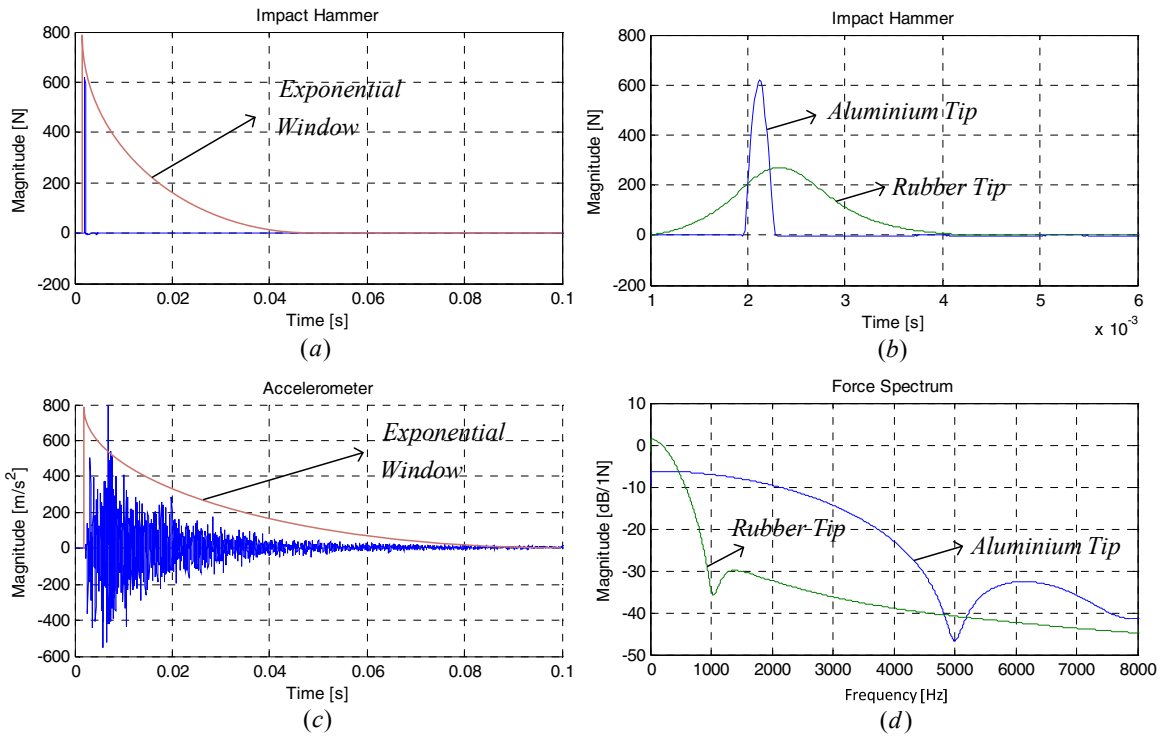 Impact Hammer
800
600
400
200
0
-200
Magnitude [N]
Exponential
Window
0 0.02 0.04 0.06 0.08 0.1
Time [s]
(a)
Impact Hammer
800
600
400
200
0
-200
Magnitude [N]
Aluminium Tip
Rubber Tip
1 2 3 4 5 6
Time [s]
x 10-3
(b)
Accelerometer
800
600
400
200
0
-200
-400
-600
Magnitude [m/s2]
Exponential
Window
0 0.02 0.04 0.06 0.08 0.1
Time [s]
(c)
Force Spectrum
10
0
-10
-20
-30
-40
-50
Magnitude [dB/1N]
Rubber Tip
Aluminium Tip
0 1000 2000 3000 4000 5000 6000 7000 8000
Frequency [Hz]
(d)